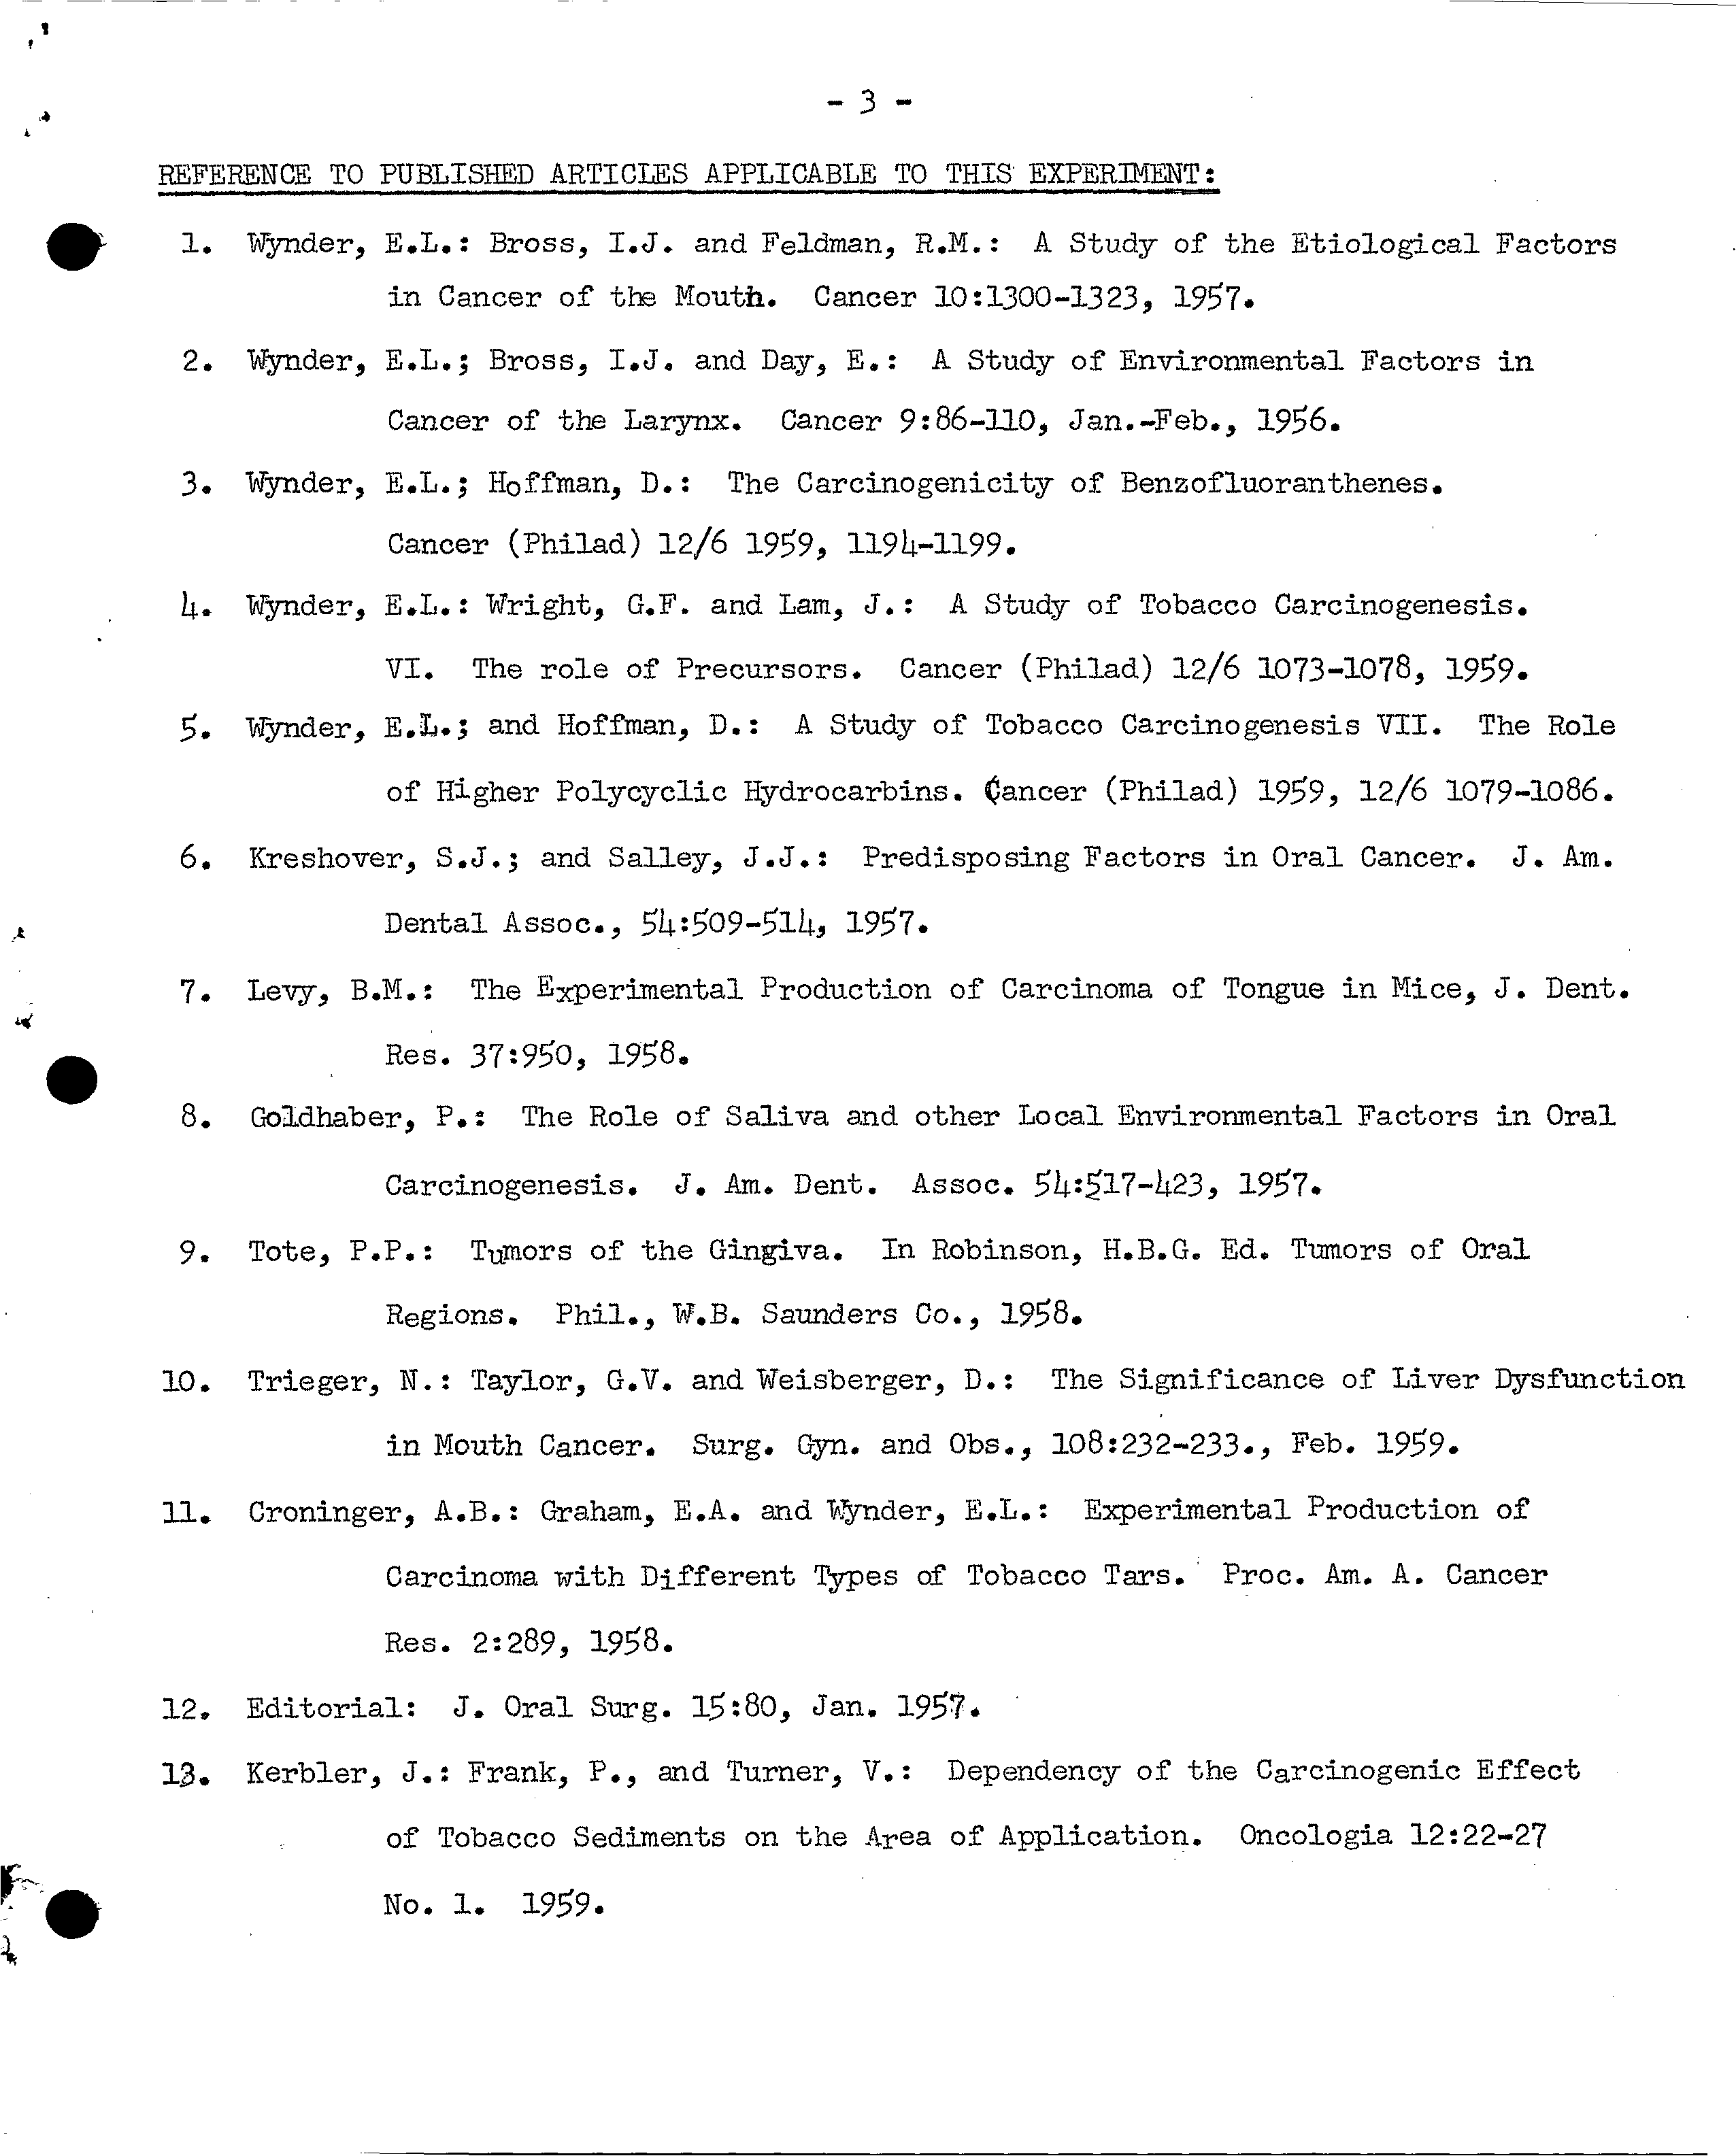 - 3 -
REFERENCE TO PUBLISHED ARTICLES APPLICABLE TO THIS EXPERIMENT:
1. Wynder, E.L.: Bross, I.J. and Feldman, R.M.: A Study of the Etiological Factors
in Cancer of the Mouth. Cancer 10:1300-1323, 1957.
2. Wynder, E.L.; Bross, I.J. and Day, E.: A Study of Environmental Factors in
Cancer of the Larynx. Cancer 9:86-110, Jan.-Feb., 1956.
3. Wynder, E.L.; Hoffman, D.: The Carcinogenicity of Benzofluoranthenes.
Cancer (Philad) 12/6 1959, 1194-1199.
4. Wynder, E.L.: Wright, G.F. and Lam, J.: A Study of Tobacco Carcinogenesis.
VI. The role of Precursors. Cancer (Philad) 12/6 1073-1078, 1959.
5. Wynder, E.L.; and Hoffman, D.: A Study of Tobacco Carcinogenesis VII. The Role
of Higher Polycyclic Hydrocarbins. Cancer (Philad) 1959, 12/6 1079-1086.
6. Kreshover, S.J.; and Salley, J.J.: Predisposing Factors in Oral Cancer. J. Am.
Dental Assoc., 54:509-514, 1957.
7. Levy, B.M.: The Experimental Production of Carcinoma of Tongue in Mice, J. Dent.
Res. 37:950, 1958.
8. Goldhaber, P.: The Role of Saliva and other Local Environmental Factors in Oral
Carcinogenesis. J. Am. Dent. Assoc. 54:517-423, 1957.
9. Tote, P.P.: Tumors of the Gingiva. In Robinson, H.B.G. Ed. Tumors of Oral
Regions. Phil., W.B. Saunders Co., 1958.
10. Trieger, N.: Taylor, G.V. and Weisberger, D.: The Significance of Liver Dysfunction
in Mouth Cancer. Surg. Gyn. and Obs., 108:232-233., Feb. 1959.
11. Croninger, A.B.: Graham, E.A. and Wynder, E.L.: Experimental Production of
Carcinoma with Different Types of Tobacco Tars. Proc. Am. A. Cancer
Res. 2:289, 1958.
12. Editorial: J. Oral Surg. 15:80, Jan. 1957.
13. Kerbler, J.: Frank, P., and Turner, V.: Dependency of the Carcinogenic Effect
of Tobacco Sediments on the Area of Application. Oncologia 12:22-27
No. 1. 1959.